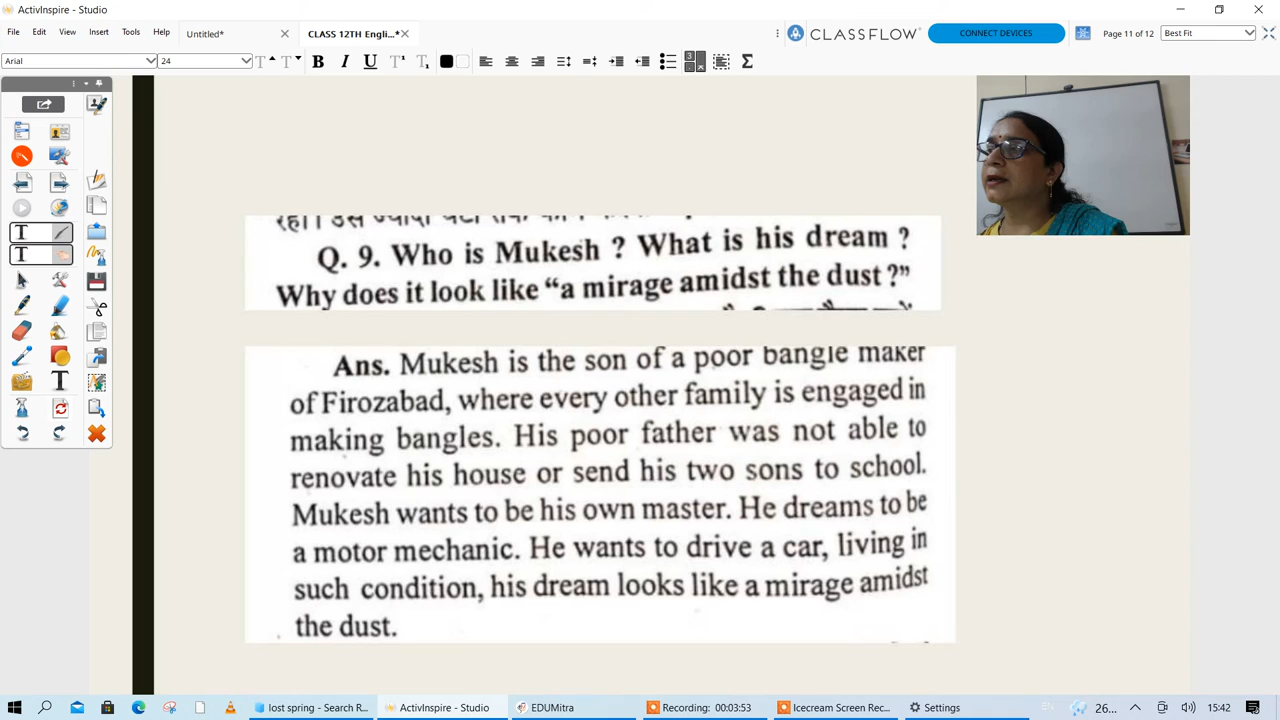 ActivInspire - Studio
File Edit View Insert Tools Help
Untitled*
CLASS 12TH Engli...*
CLASSFLOW
CONNECT DEVICES
Page 11 of 12
Best Fit
Arial
24
Q. 9. Who is Mukesh ? What is his dream ?
Why does it look like “a mirage amidst the dust ?”
Ans. Mukesh is the son of a poor bangle maker
of Firozabad, where every other family is engaged in
making bangles. His poor father was not able to
renovate his house or send his two sons to school.
Mukesh wants to be his own master. He dreams to be
a motor mechanic. He wants to drive a car, living in
such condition, his dream looks like a mirage amidst
the dust.
lost spring - Search R...
ActivInspire - Studio
EDUMitra
Recording: 00:03:53
Icecream Screen Rec...
Settings
26...
15:42